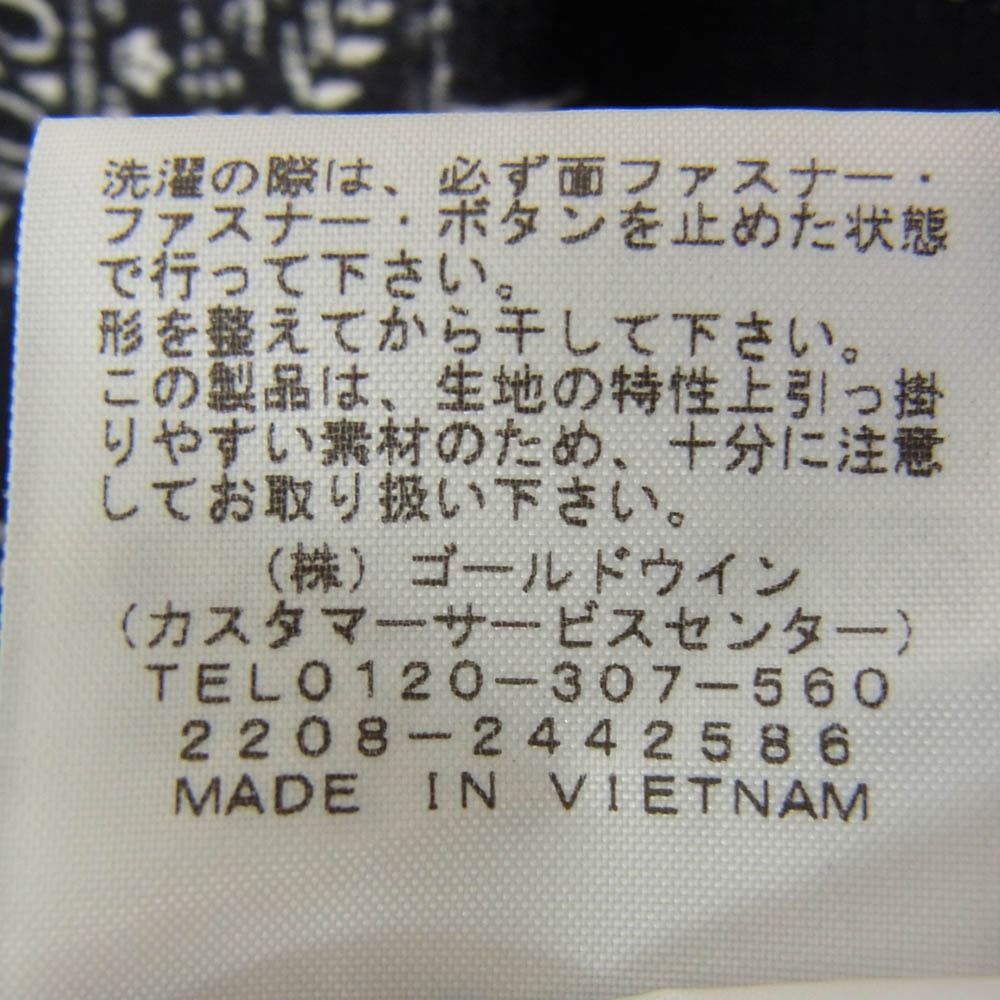 洗濯の際は、必ず面ファスナー・
ファスナー・ボタンを止めた状態
で行って下さい。
形を整えてから干して下さい。
この製品は、生地の特性上引っ掛
りやすい素材のため、十分に注意
してお取り扱い下さい。
(株)ゴールドウイン
(カスタマーサービスセンター)
TEL0120-307-560
2208-2442586
MADE IN VIETNAM